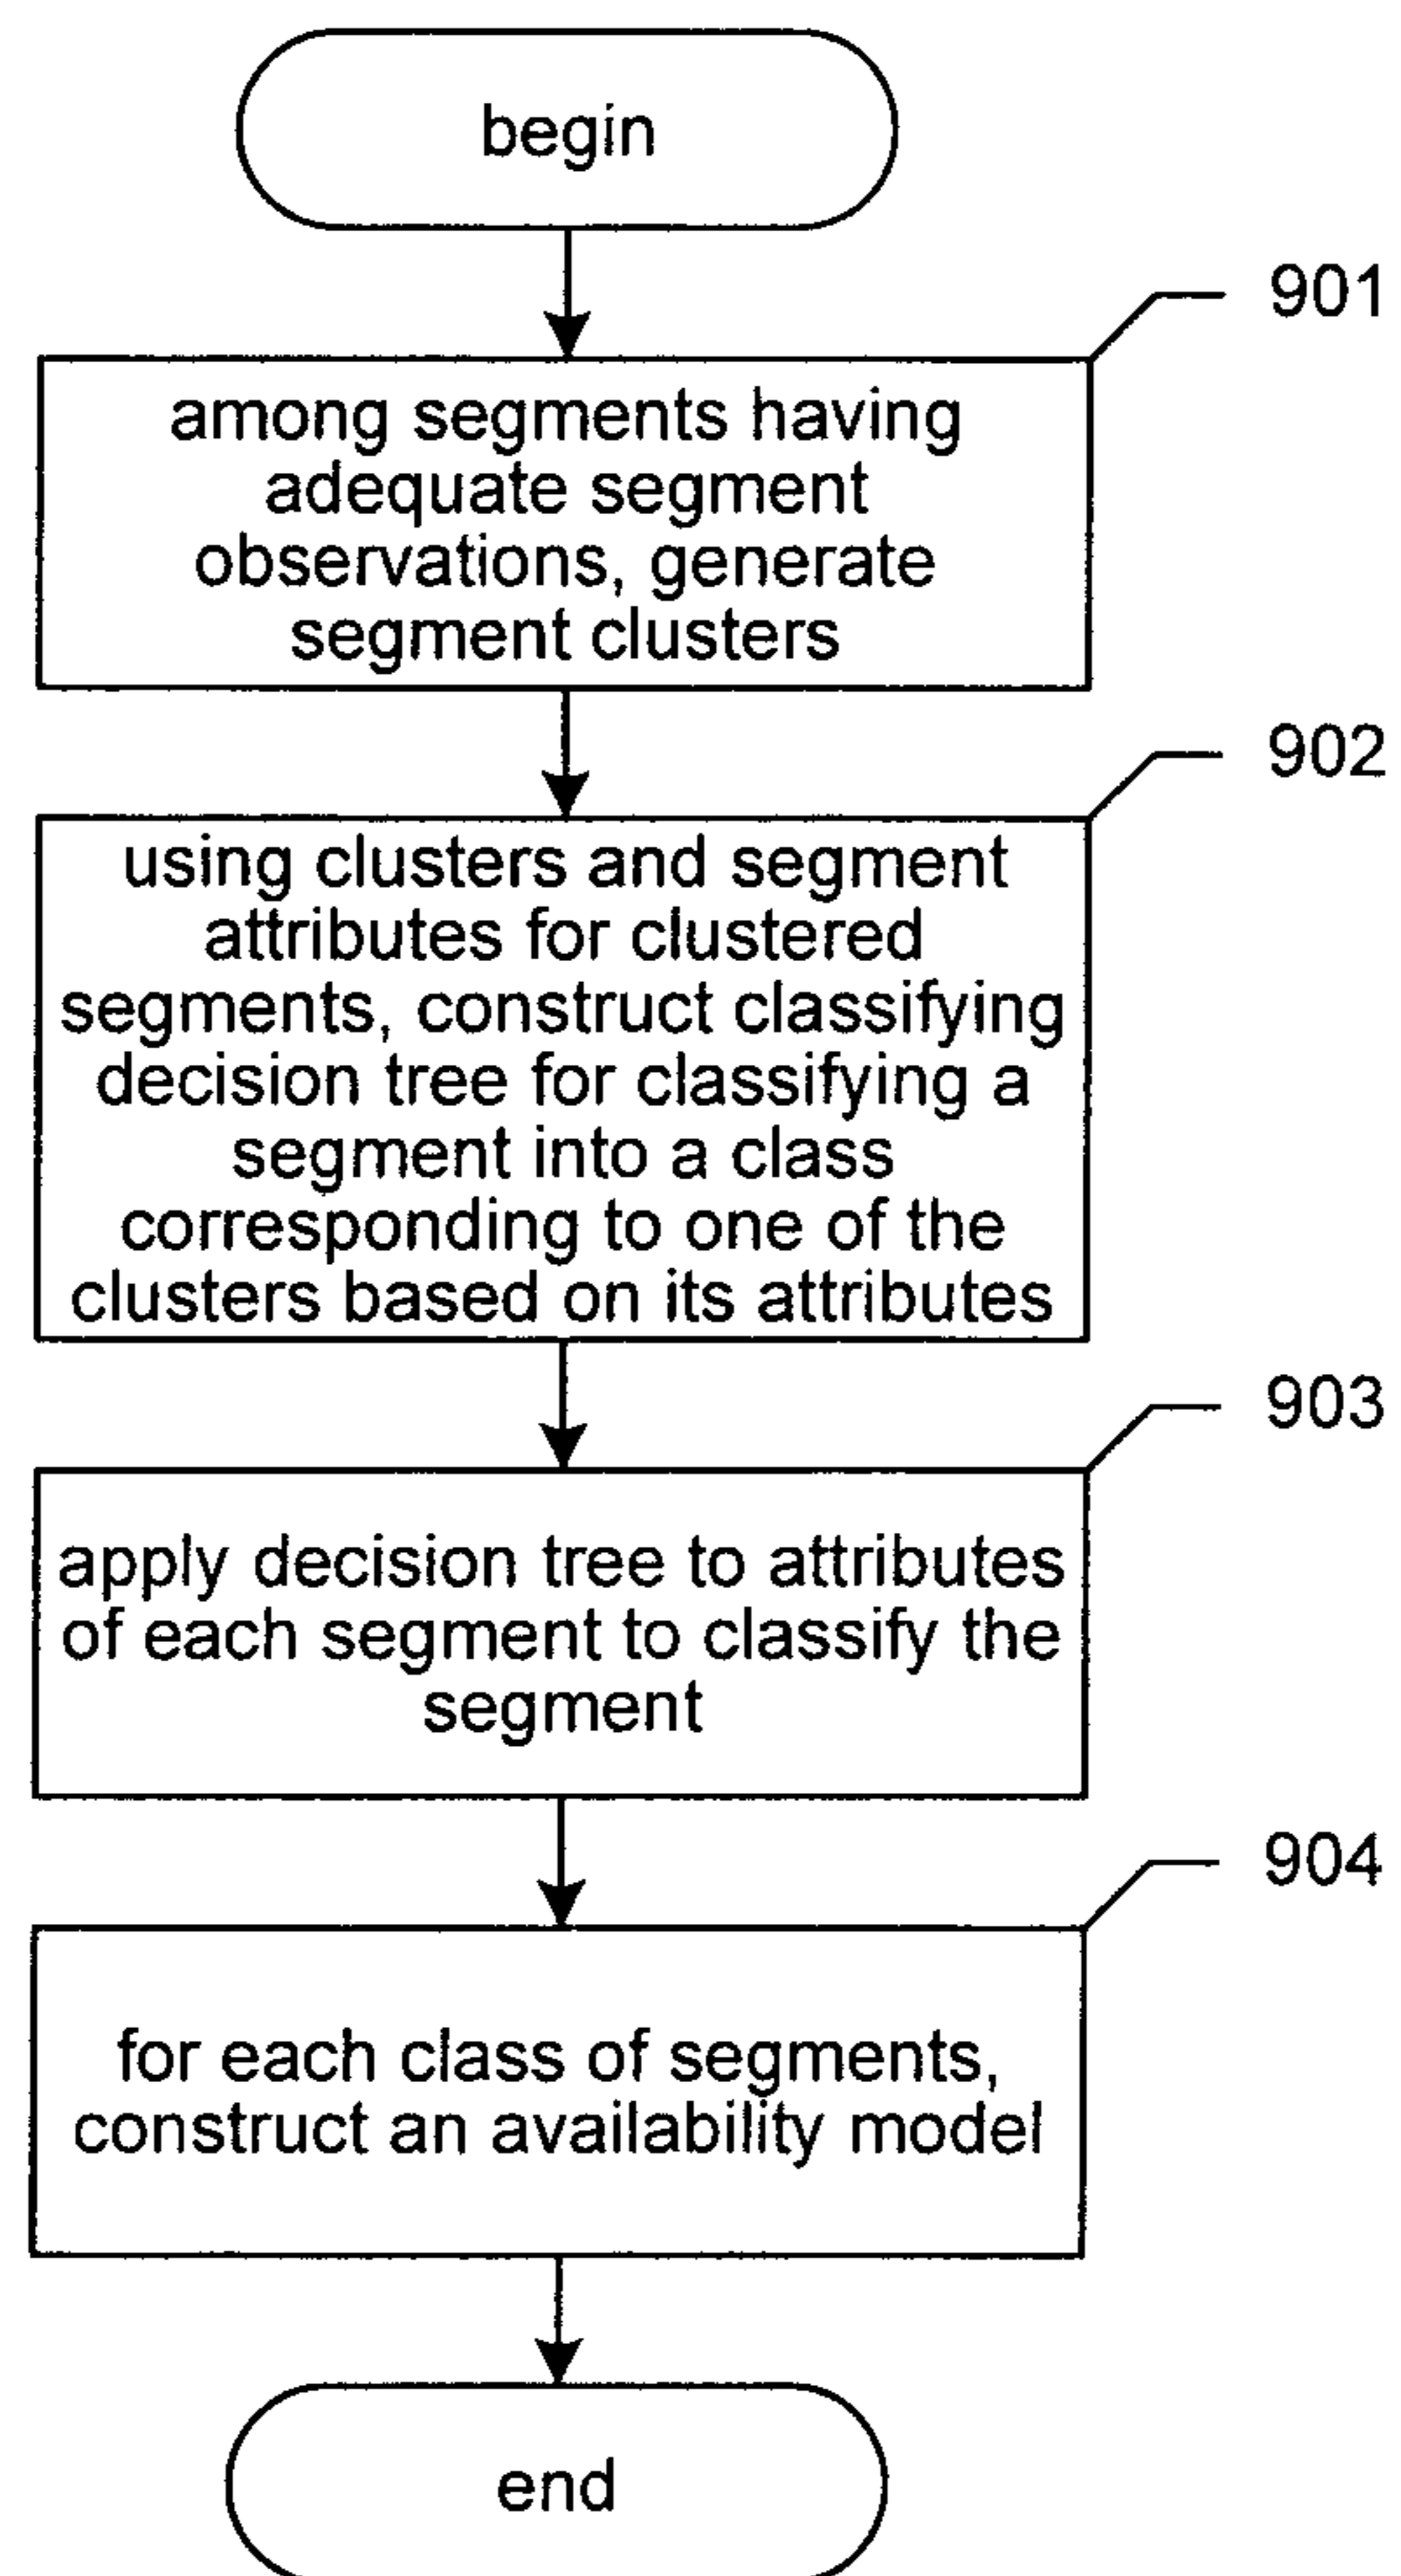 begin
901
among segments having
adequate segment
observations, generate
segment clusters
902
using clusters and segment
attributes for clustered
segments, construct classifying
decision tree for classifying a
segment into a class
corresponding to one of the
clusters based on its attributes
903
apply decision tree to attributes
of each segment to classify the
segment
904
for each class of segments,
construct an availability model
end